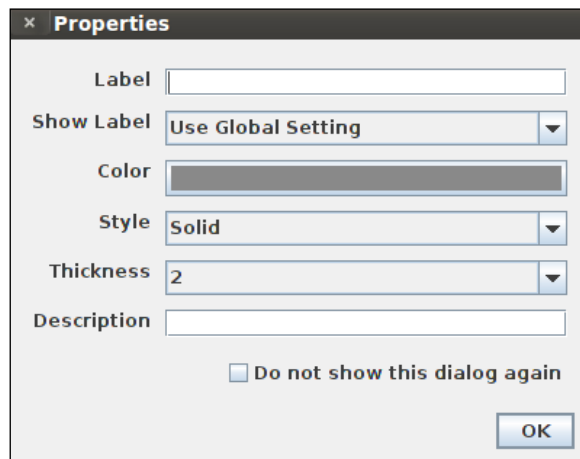 × Properties
Label
Show Label Use Global Setting
Color
Style Solid
Thickness 2
Description
Do not show this dialog again
OK